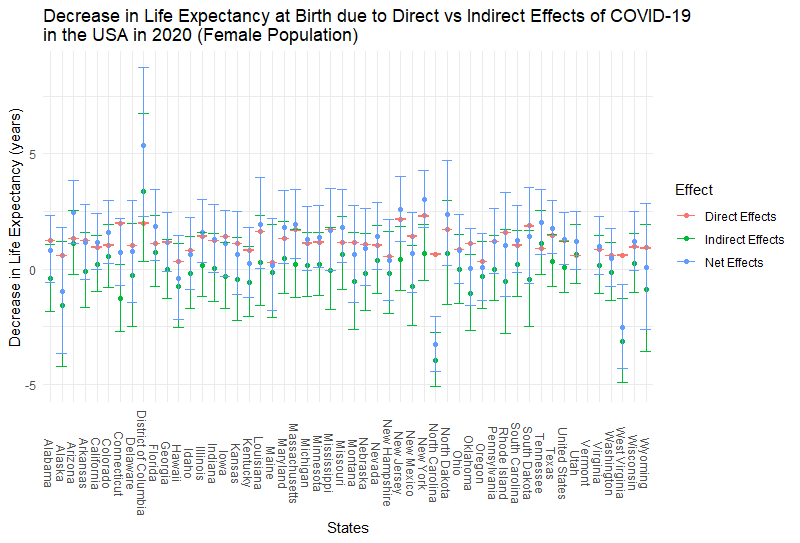 Decrease in Life Expectancy at Birth due to Direct vs Indirect Effects of COVID-19
in the USA in 2020 (Female Population)
Decrease in Life Expectancy (years)
5
0
-5
Alabama
Alaska
Arizona
Arkansas
California
Colorado
Connecticut
Delaware
District of Columbia
Florida
Georgia
Hawaii
Idaho
Illinois
Indiana
Iowa
Kansas
Kentucky
Louisiana
Maine
Maryland
Massachusetts
Michigan
Minnesota
Mississippi
Missouri
Montana
Nebraska
Nevada
New Hampshire
New Jersey
New Mexico
New York
North Carolina
North Dakota
Ohio
Oklahoma
Oregon
Pennsylvania
Rhode Island
South Carolina
South Dakota
Tennessee
Texas
United States
Utah
Vermont
Virginia
Washington
West Virginia
Wisconsin
Wyoming
States
Effect
Direct Effects
Indirect Effects
Net Effects